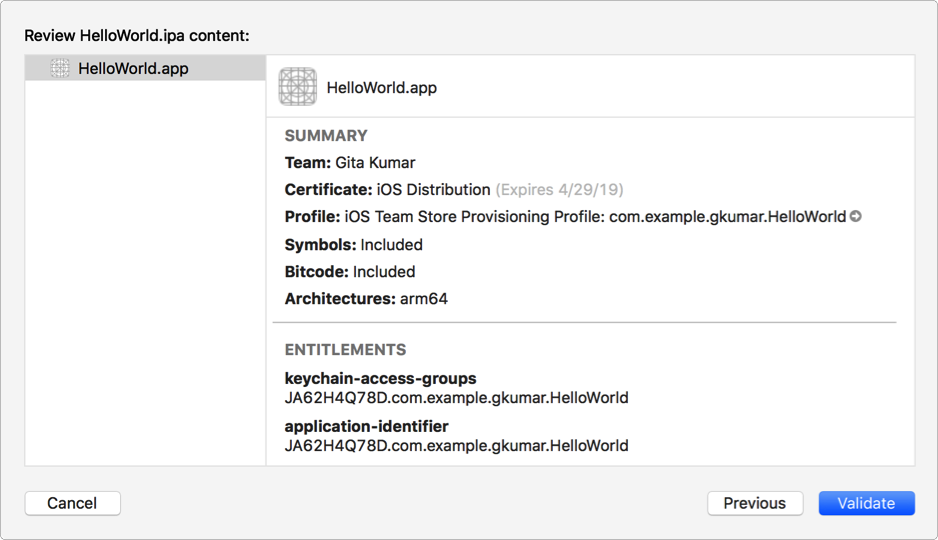 Review HelloWorld.ipa content:
HelloWorld.app
HelloWorld.app
SUMMARY
Team: Gita Kumar
Certificate: iOS Distribution (Expires 4/29/19)
Profile: iOS Team Store Provisioning Profile: com.example.gkumar.HelloWorld
Symbols: Included
Bitcode: Included
Architectures: arm64
ENTITLEMENTS
keychain-access-groups
JA62H4Q78D.com.example.gkumar.HelloWorld
application-identifier
JA62H4Q78D.com.example.gkumar.HelloWorld
Cancel
Previous
Validate